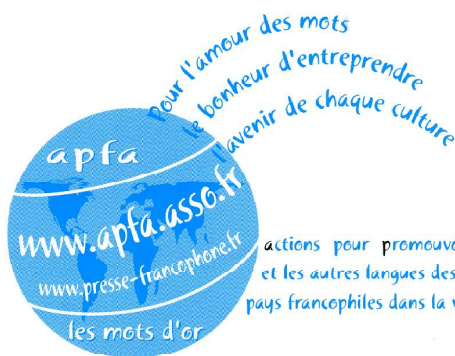 Pour l'amour des mots
le bonheur d'entreprendre
l'avenir de chaque culture
apfa
www.apfa.asso.fr
www.presse-francophone.fr
les mots d'or
actions pour promouvo
et les autres langues des
pays francophiles dans la v